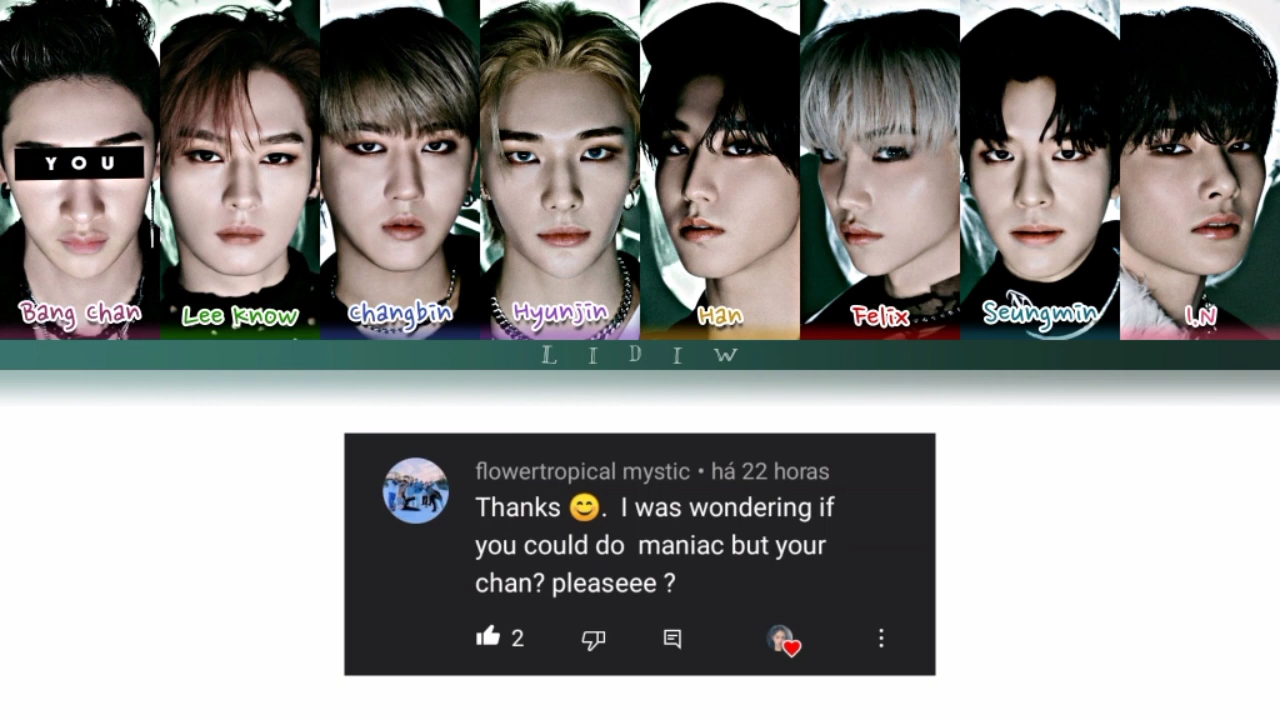 YOU
Bang chan
Lee Know
changbin
Hyunjin
Han
Felix
Seungmin
I.N
LIDIW
flowertropical mystic • há 22 horas
Thanks 😊. I was wondering if
you could do maniac but your
chan? pleaseee ?
2